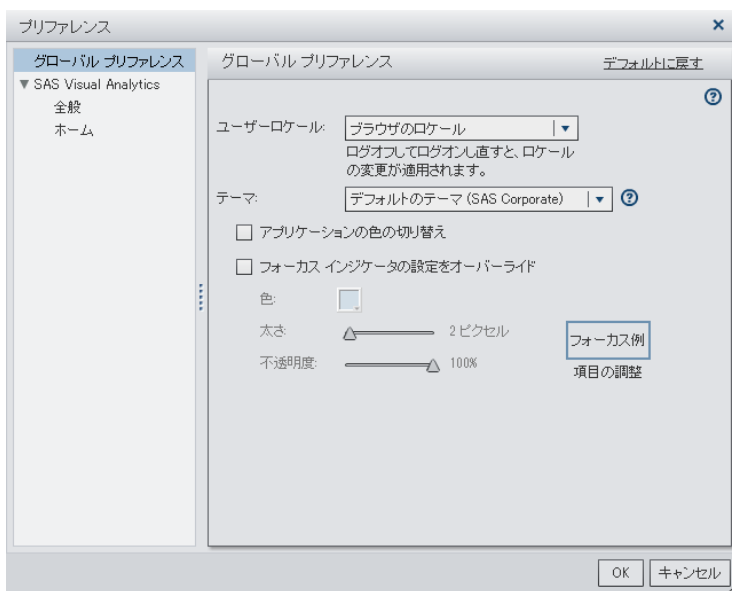 プリファレンス
グローバル プリファレンス
SAS Visual Analytics
全般
ホーム
グローバル プリファレンス
デフォルトに戻す
ユーザーロケール:
ブラウザのロケール
ログオフしてログオンし直すと、ロケール
の変更が適用されます。
テーマ:
デフォルトのテーマ (SAS Corporate)
アプリケーションの色の切り替え
フォーカス インジケータの設定をオーバーライド
色:
太さ:
2 ピクセル
不透明度:
100%
フォーカス例
項目の調整
OK
キャンセル